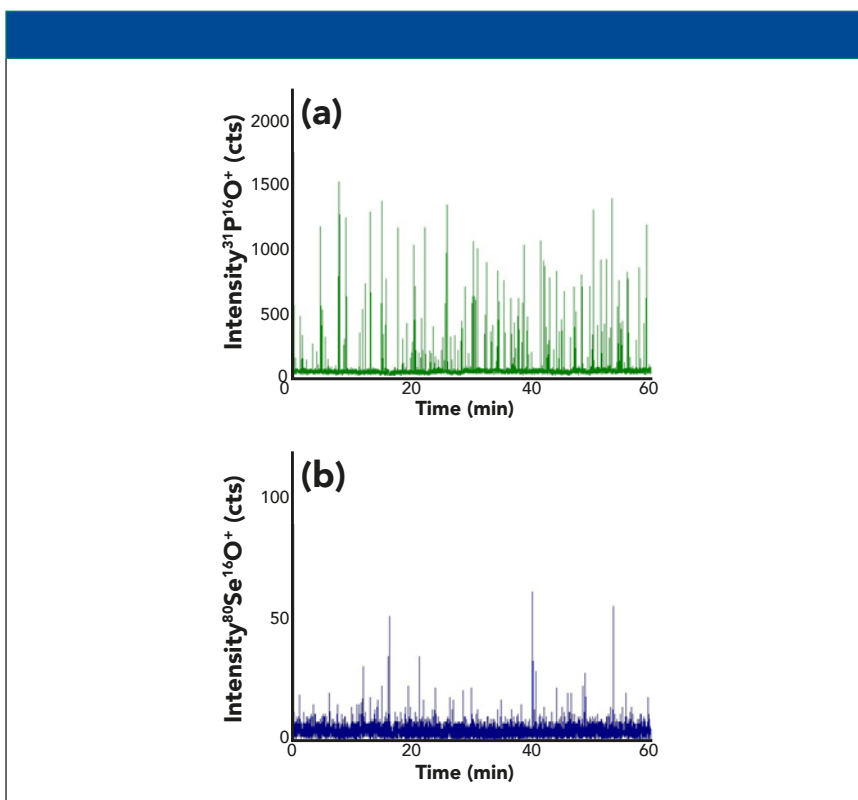 (a)
Intensity³¹P¹⁶O⁺ (cts)
2000
1500
1000
500
0
0 20 40 60
Time (min)
(b)
Intensity⁸⁰Se¹⁶O⁺ (cts)
100
50
0
0 20 40 60
Time (min)